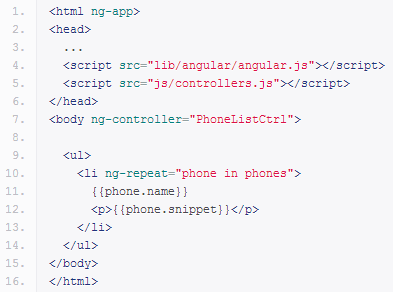 1. <html ng-app>
2. <head>
3.   ...
4.   <script src="lib/angular/angular.js"></script>
5.   <script src="js/controllers.js"></script>
6. </head>
7. <body ng-controller="PhoneListCtrl">
8.
9.   <ul>
10.     <li ng-repeat="phone in phones">
11.       {{phone.name}}
12.       <p>{{phone.snippet}}</p>
13.     </li>
14.   </ul>
15. </body>
16. </html>